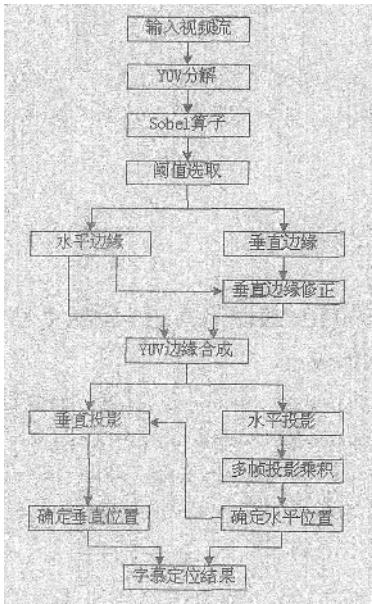 输入视频流
YUV分解
Sobel算子
阈值选取
水平边缘
垂直边缘
垂直边缘修正
YUV边缘合成
垂直投影
水平投影
多帧投影乘积
确定垂直位置
确定水平位置
字幕定位结果